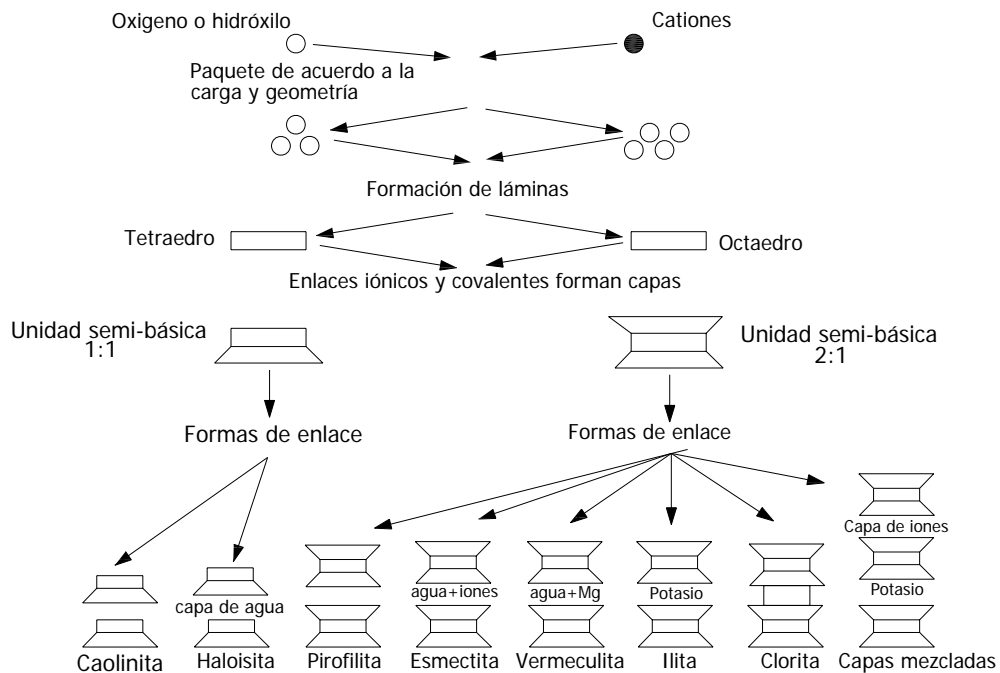 Oxigeno o hidróxilo
Cationes
Paquete de acuerdo a la
carga y geometría
Formación de láminas
Tetraedro
Octaedro
Enlaces iónicos y covalentes forman capas
Unidad semi-básica
1:1
Unidad semi-básica
2:1
Formas de enlace
Formas de enlace
Capa de iones
agua+iones
agua+Mg
Potasio
Potasio
capa de agua
Caolinita
Haloisita
Pirofilita
Esmectita
Vermeculita
Ilita
Clorita
Capas mezcladas